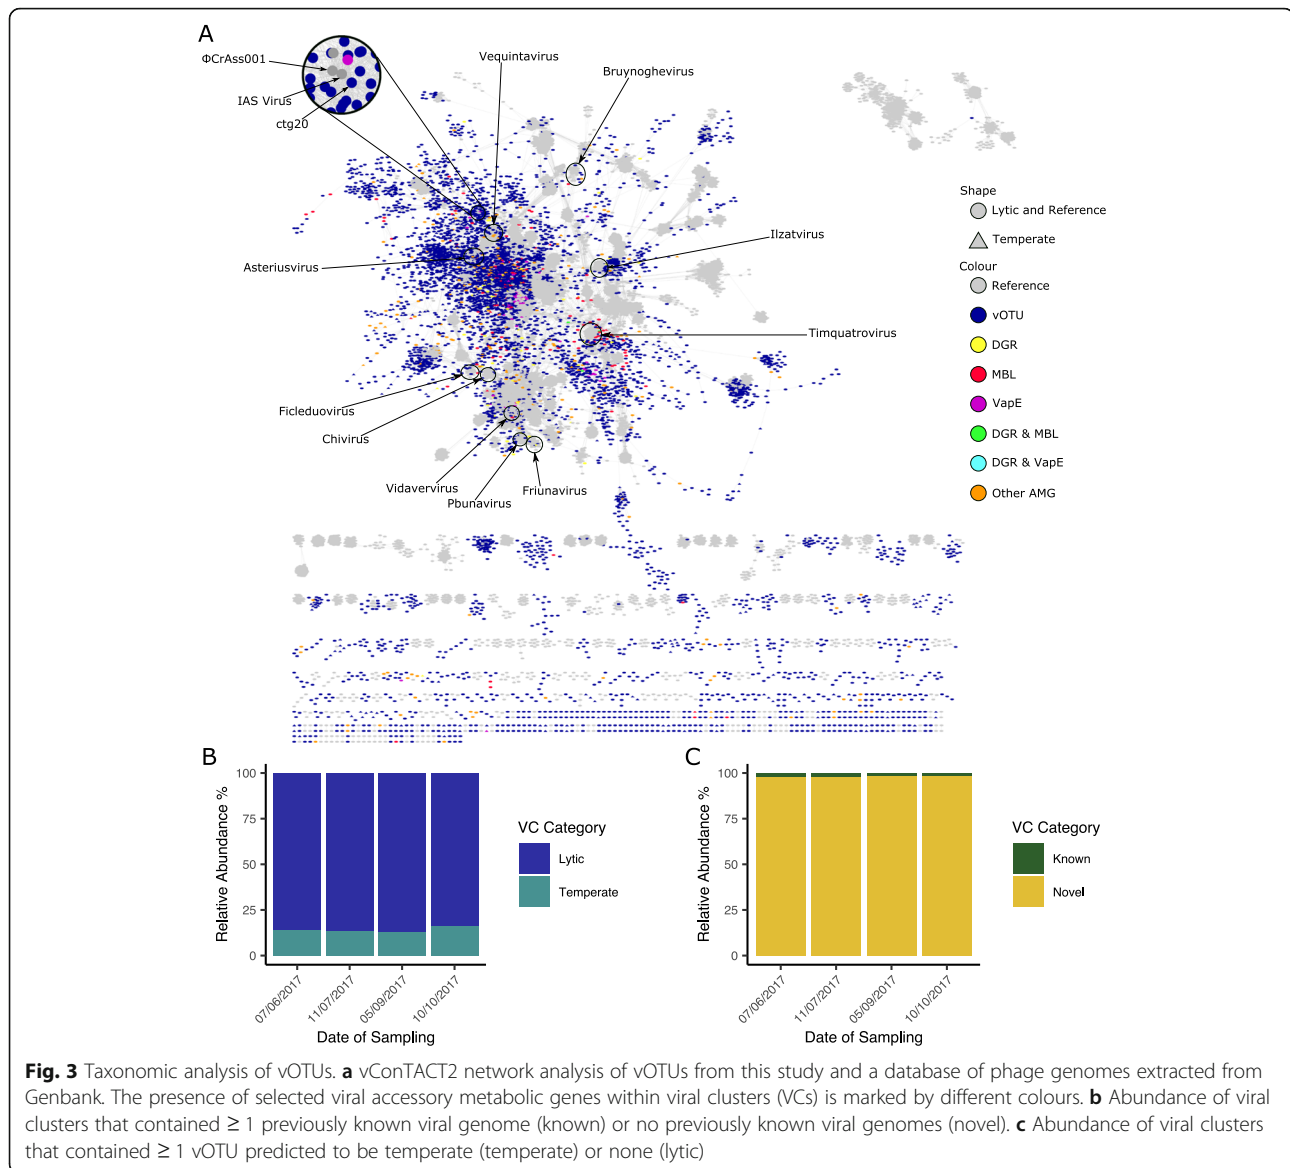 A
ΦCrAss001
IAS Virus
ctg20
Vequintavirus
Bruynoghevirus
Asteriusvirus
Ilzatvirus
Timquatrovirus
Ficleduovirus
Chivirus
Vidavervirus
Pbunavirus
Friunavirus
Shape
Lytic and Reference
Temperate
Colour
Reference
vOTU
DGR
MBL
VapE
DGR & MBL
DGR & VapE
Other AMG
B
Relative Abundance %
100
75
50
25
0
07/06/2017
11/07/2017
05/09/2017
10/10/2017
Date of Sampling
VC Category
Lytic
Temperate
C
Relative Abundance %
100
75
50
25
0
07/06/2017
11/07/2017
05/09/2017
10/10/2017
Date of Sampling
VC Category
Known
Novel
Fig. 3 Taxonomic analysis of vOTUs. a vConTACT2 network analysis of vOTUs from this study and a database of phage genomes extracted from
Genbank. The presence of selected viral accessory metabolic genes within viral clusters (VCs) is marked by different colours. b Abundance of viral
clusters that contained ≥ 1 previously known viral genome (known) or no previously known viral genomes (novel). c Abundance of viral clusters
that contained ≥ 1 vOTU predicted to be temperate (temperate) or none (lytic)